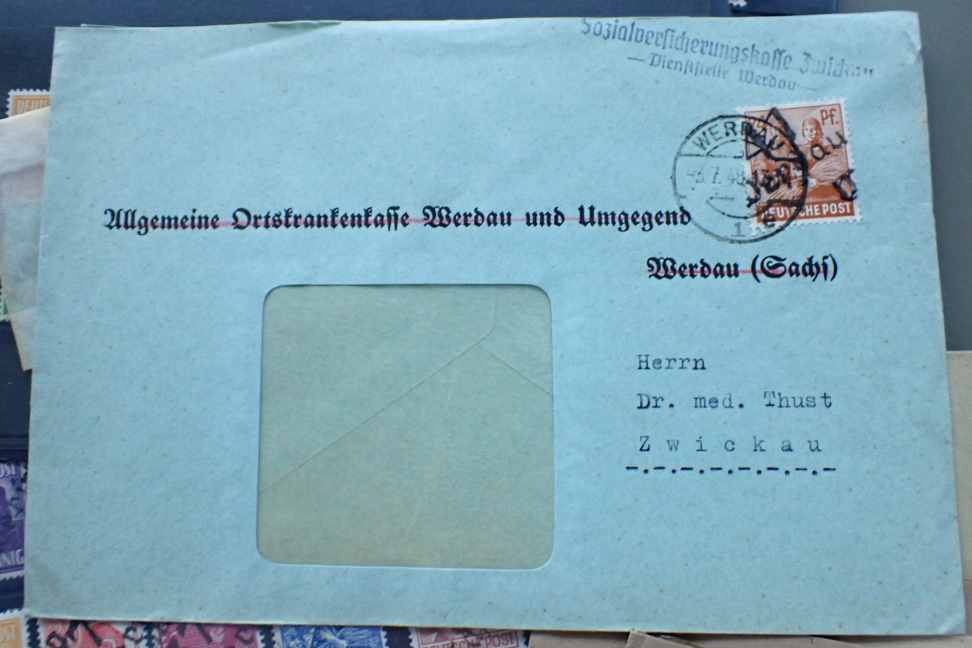 Sozialversicherungskasse Zwickau
— Dienststelle Werdau —
Pf.
WERDAU
DEUTSCHE POST
1
Allgemeine Ortskrankenkasse Werdau und Umgegend
Werdau (Sachs)
Herrn
Dr. med. Thust
Zwickau